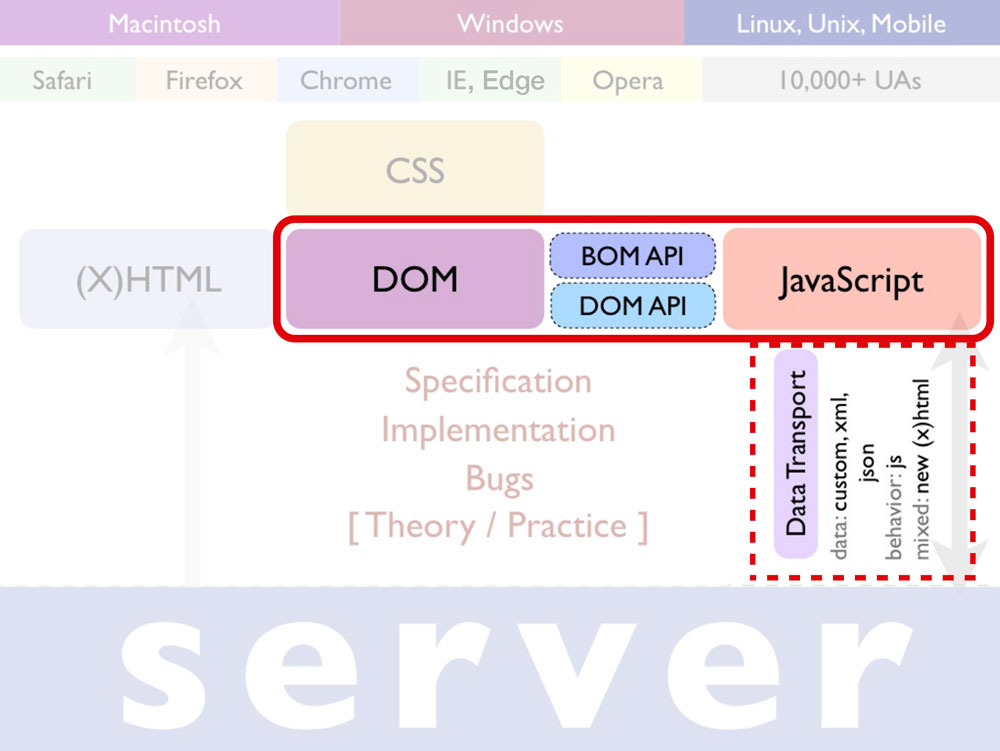 Macintosh
Windows
Linux, Unix, Mobile
Safari
Firefox
Chrome
IE, Edge
Opera
10,000+ UAs
CSS
(X)HTML
DOM
BOM API
DOM API
JavaScript
Specification
Implementation
Bugs
[ Theory / Practice ]
Data Transport
data: custom, xml,
json
behavior: js
mixed: new (x)html
server